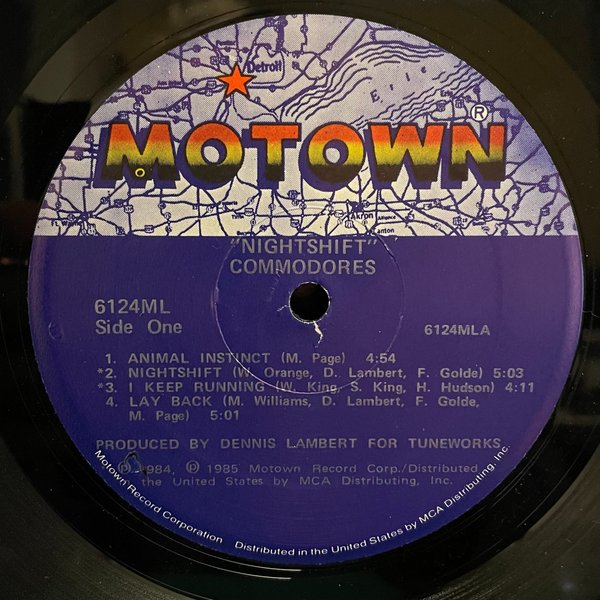 Detroit
Erie
MOTOWN®
Akron
"NIGHTSHIFT"
COMMODORES
6124ML
Side One
6124MLA
1. ANIMAL INSTINCT (M. Page) 4:54
*2. NIGHTSHIFT (W. Orange, D. Lambert, F. Golde) 5:03
*3. I KEEP RUNNING (W. King, S. King, H. Hudson) 4:11
4. LAY BACK (M. Williams, D. Lambert, F. Golde,
M. Page) 5:01
PRODUCED BY DENNIS LAMBERT FOR TUNEWORKS
℗ 1984, ℗ 1985 Motown Record Corp./Distributed
the United States by MCA Distributing, Inc.
Motown Record Corporation Distributed in the United States by MCA Distributing, Inc.